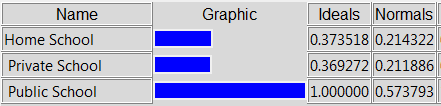 Name Graphic Ideals Normals
Home School 0.373518 0.214322
Private School 0.369272 0.211886
Public School 1.000000 0.573793